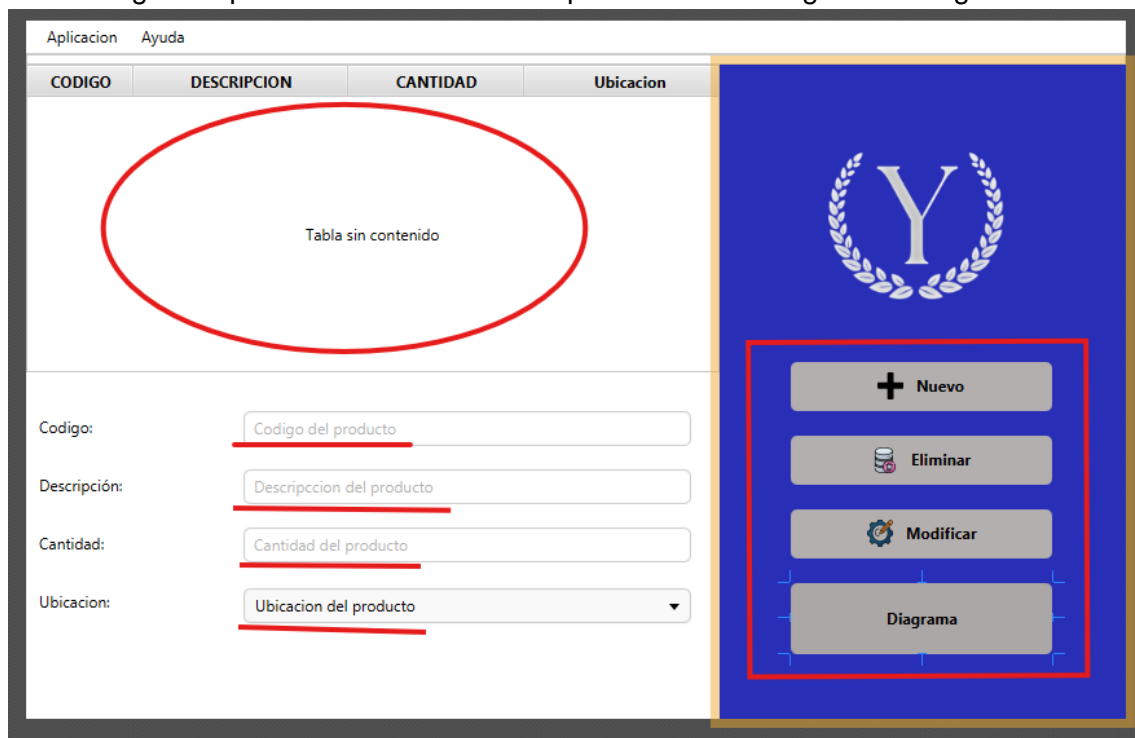 Aplicacion Ayuda
CODIGO DESCRIPCION CANTIDAD Ubicacion
Tabla sin contenido
Y
Nuevo
Codigo: Codigo del producto
Eliminar
Descripción: Descripccion del producto
Modificar
Cantidad: Cantidad del producto
Ubicacion: Ubicacion del producto
Diagrama